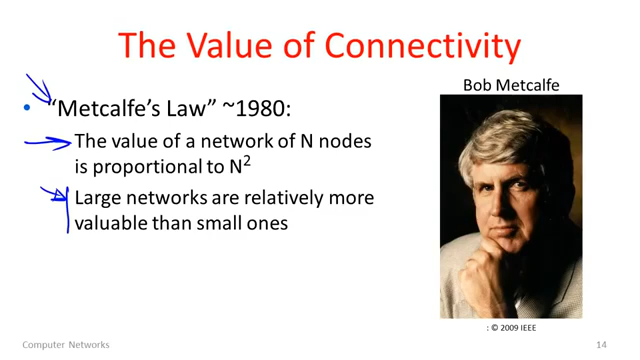 The Value of Connectivity
Bob Metcalfe
• “Metcalfe’s Law” ~1980:
The value of a network of N nodes
is proportional to N²
Large networks are relatively more
valuable than small ones
: © 2009 IEEE
Computer Networks
14